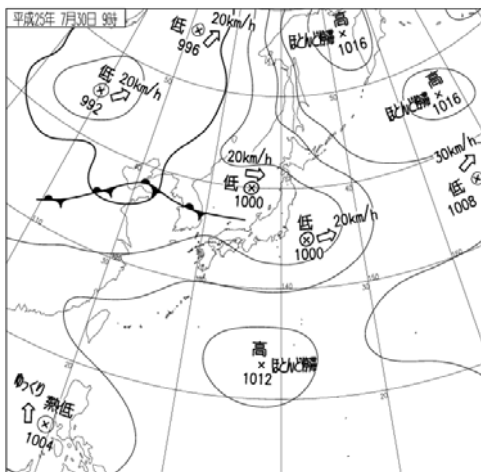 平成25年 7月30日 9時
低
996
20km/h
高
1016
ほとんど停滞
低
992
20km/h
高
1016
ほとんど停滞
30km/h
低
1008
20km/h
低
1000
低
1000
20km/h
高
1012
ほとんど停滞
ゆっくり
熱低
1004
140
20